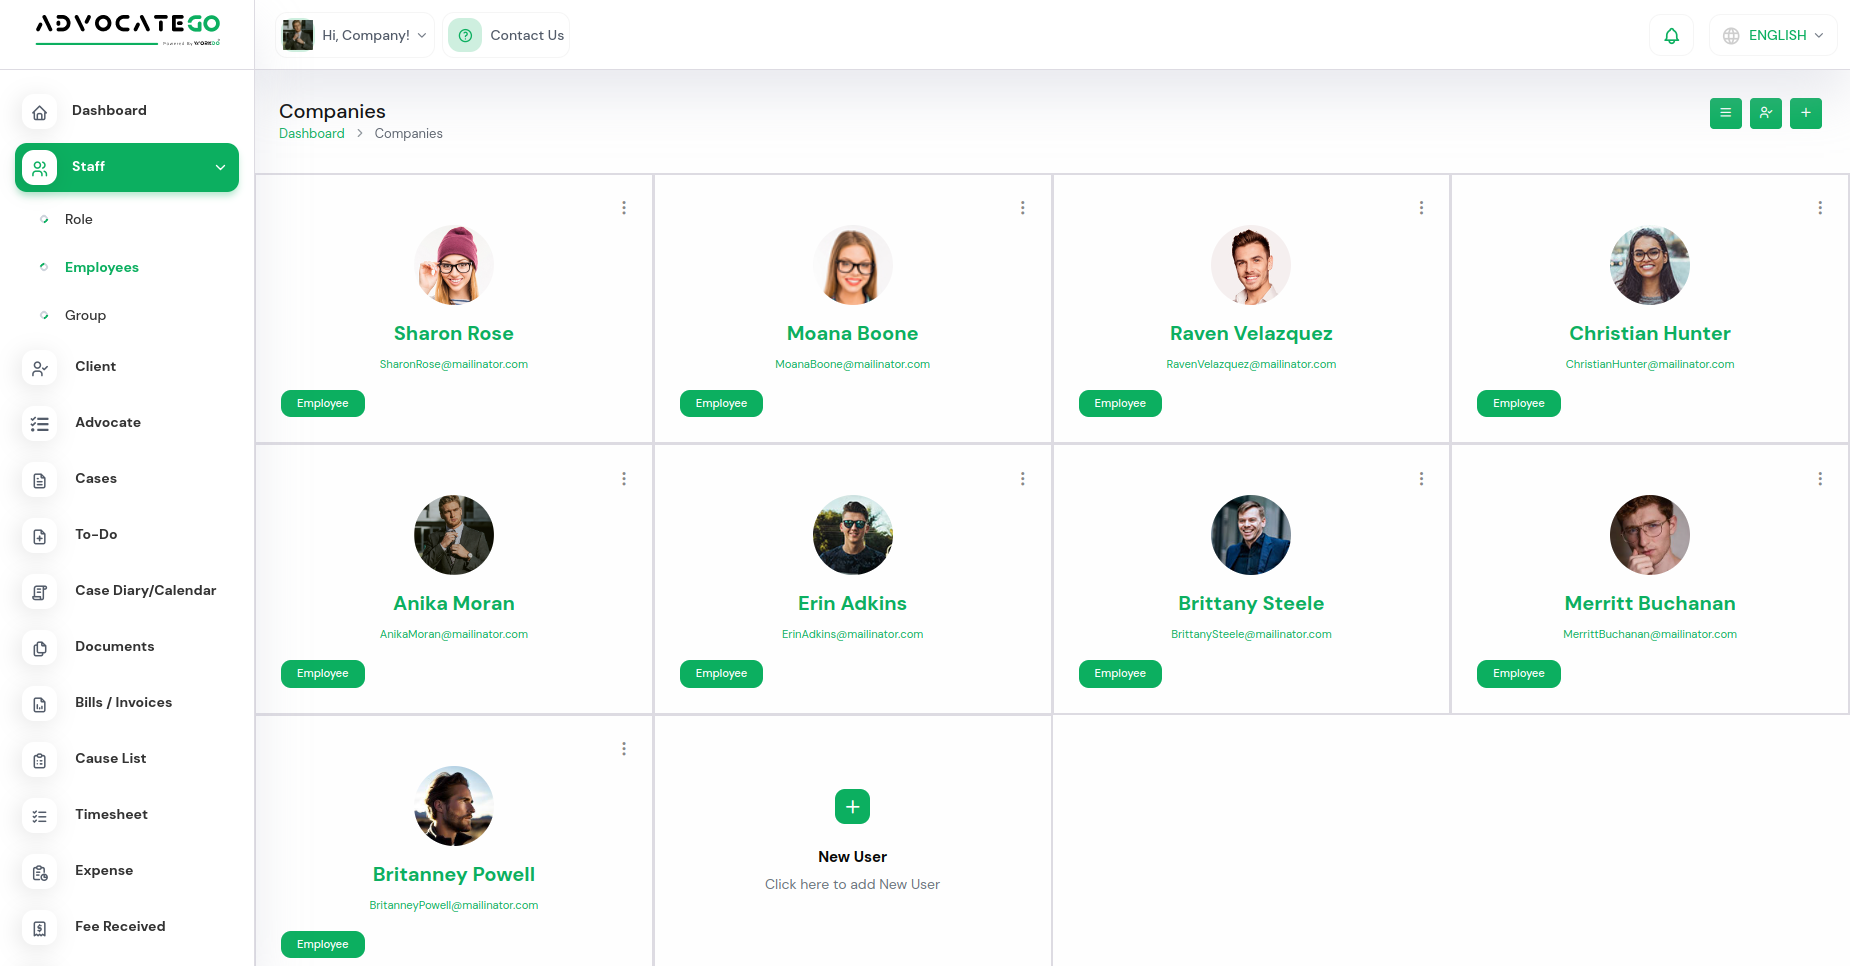 ADVOCATEGO
Powered By WORKDO
Hi, Company!
Contact Us
ENGLISH
Dashboard
Staff
Role
Employees
Group
Client
Advocate
Cases
To-Do
Case Diary/Calendar
Documents
Bills / Invoices
Cause List
Timesheet
Expense
Fee Received
Companies
Dashboard > Companies
Sharon Rose
SharonRose@mailinator.com
Employee
Moana Boone
MoanaBoone@mailinator.com
Employee
Raven Velazquez
RavenVelazquez@mailinator.com
Employee
Christian Hunter
ChristianHunter@mailinator.com
Employee
Anika Moran
AnikaMoran@mailinator.com
Employee
Erin Adkins
ErinAdkins@mailinator.com
Employee
Brittany Steele
BrittanySteele@mailinator.com
Employee
Merritt Buchanan
MerrittBuchanan@mailinator.com
Employee
Britanney Powell
BritanneyPowell@mailinator.com
Employee
New User
Click here to add New User